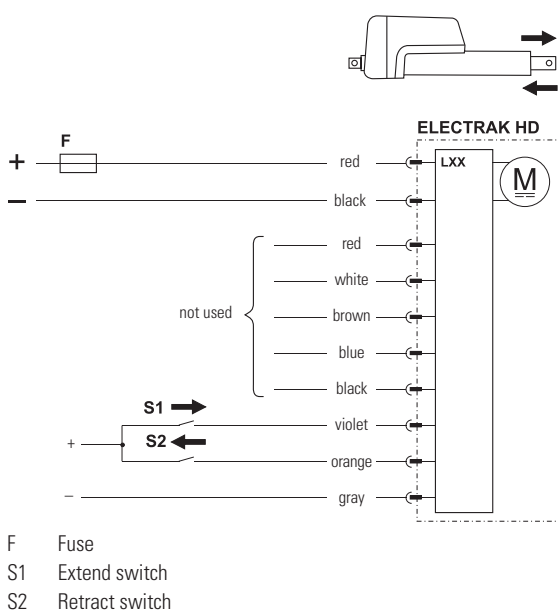 ELECTRAK HD
F
+ red LXX
M
− black
red
white
not used brown
blue
black
S1
violet
+ S2
orange
− gray
F Fuse
S1 Extend switch
S2 Retract switch